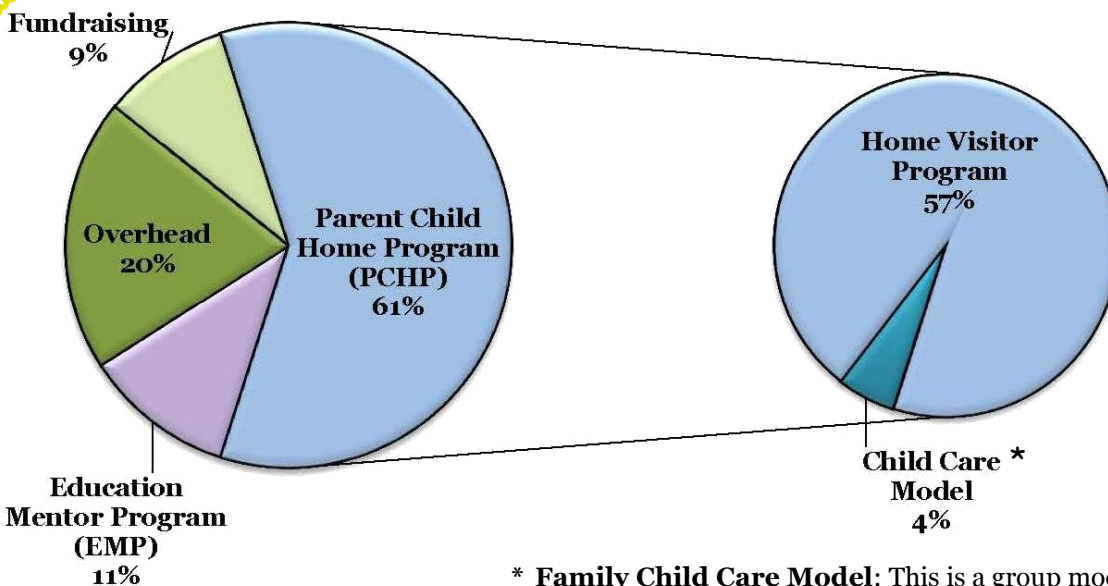 Fundraising
9%
Overhead
20%
Parent Child
Home Program
(PCHP)
61%
Education
Mentor Program
(EMP)
11%
Home Visitor
Program
57%
Child Care *
Model
4%
* Family Child Care Model: This is a group